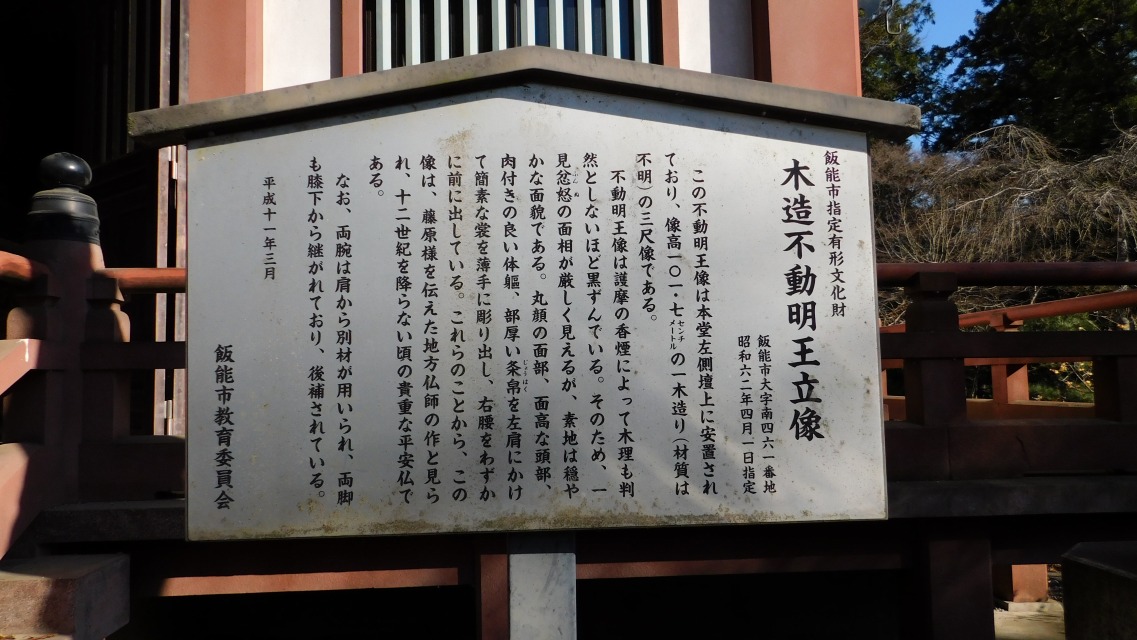 飯能市指定有形文化財
木造不動明王立像
飯能市大字南四六一番地
昭和六二年四月一日指定
この不動明王像は本堂左側壇上に安置され
ており、像高一〇一・七センチメートルの一木造り（材質は
不明）の三尺像である。
不動明王像は護摩の香煙によって木理も判
然としないほど黒ずんでいる。そのため、一
見忿怒の面相が厳しく見えるが、素地は穏や
かな面貌である。丸顔の面部、面高な頭部、
肉付きの良い体軀、部厚い条帛を左肩にかけ
て簡素な裳を薄手に彫り出し、右腰をわずか
に前に出している。これらのことから、この
像は、藤原様を伝えた地方仏師の作と見ら
れ、十二世紀を降らない頃の貴重な平安仏で
ある。
なお、両腕は肩から別材が用いられ、両脚
も膝下から継がれており、後補されている。
平成十一年三月
飯能市教育委員会